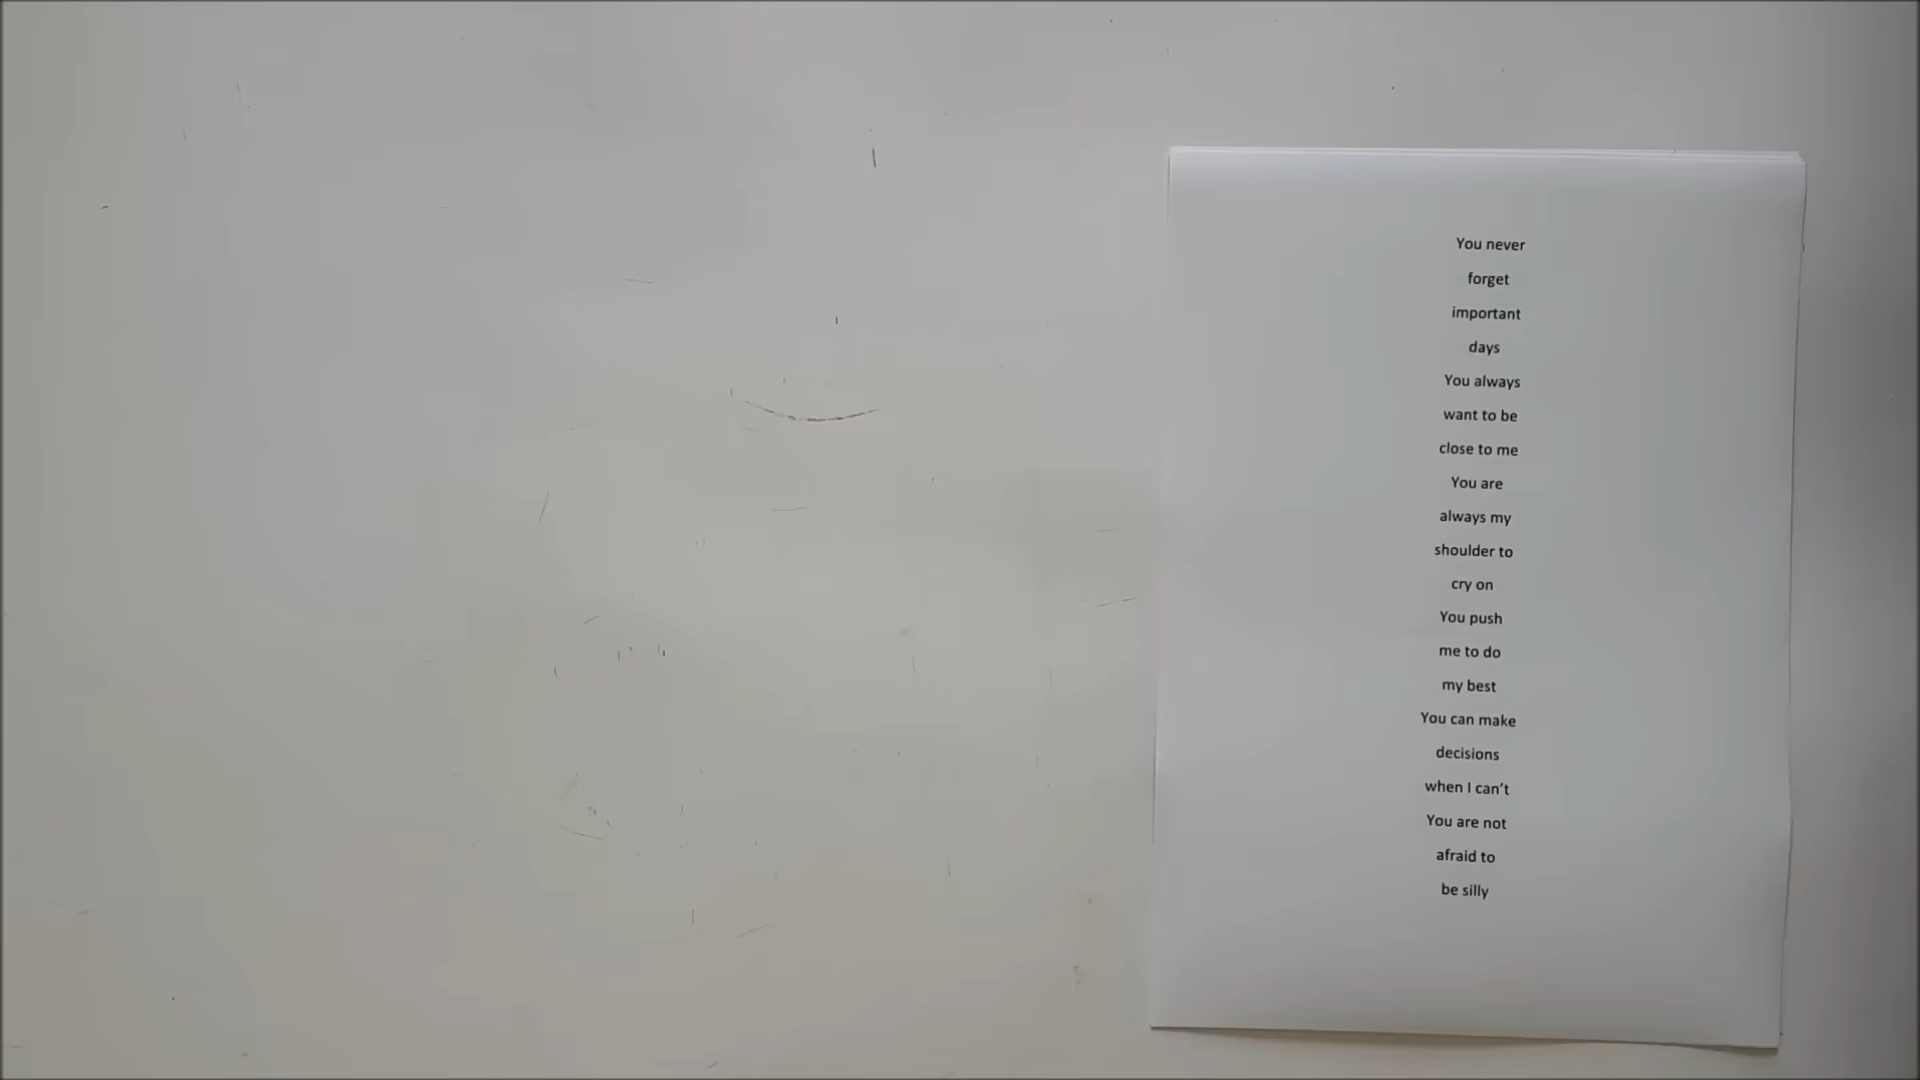 You never
forget
important
days
You always
want to be
close to me
You are
always my
shoulder to
cry on
You push
me to do
my best
You can make
decisions
when I can’t
You are not
afraid to
be silly